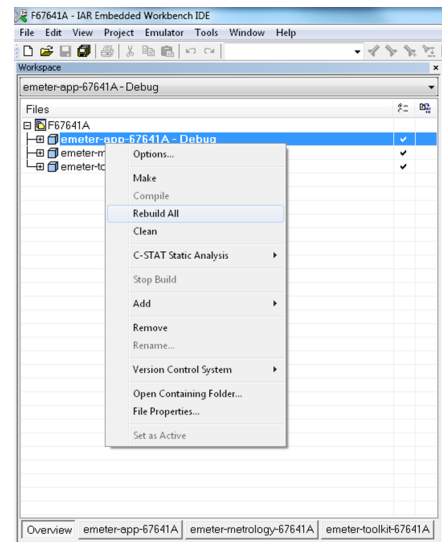 F67641A - IAR Embedded Workbench IDE
File Edit View Project Emulator Tools Window Help
Workspace
emeter-app-67641A - Debug
Files
F67641A
emeter-app-67641A - Debug
emeter-m
emeter-to
Options...
Make
Compile
Rebuild All
Clean
C-STAT Static Analysis
Stop Build
Add
Remove
Rename...
Version Control System
Open Containing Folder...
File Properties...
Set as Active
Overview emeter-app-67641A emeter-metrology-67641A emeter-toolkit-67641A